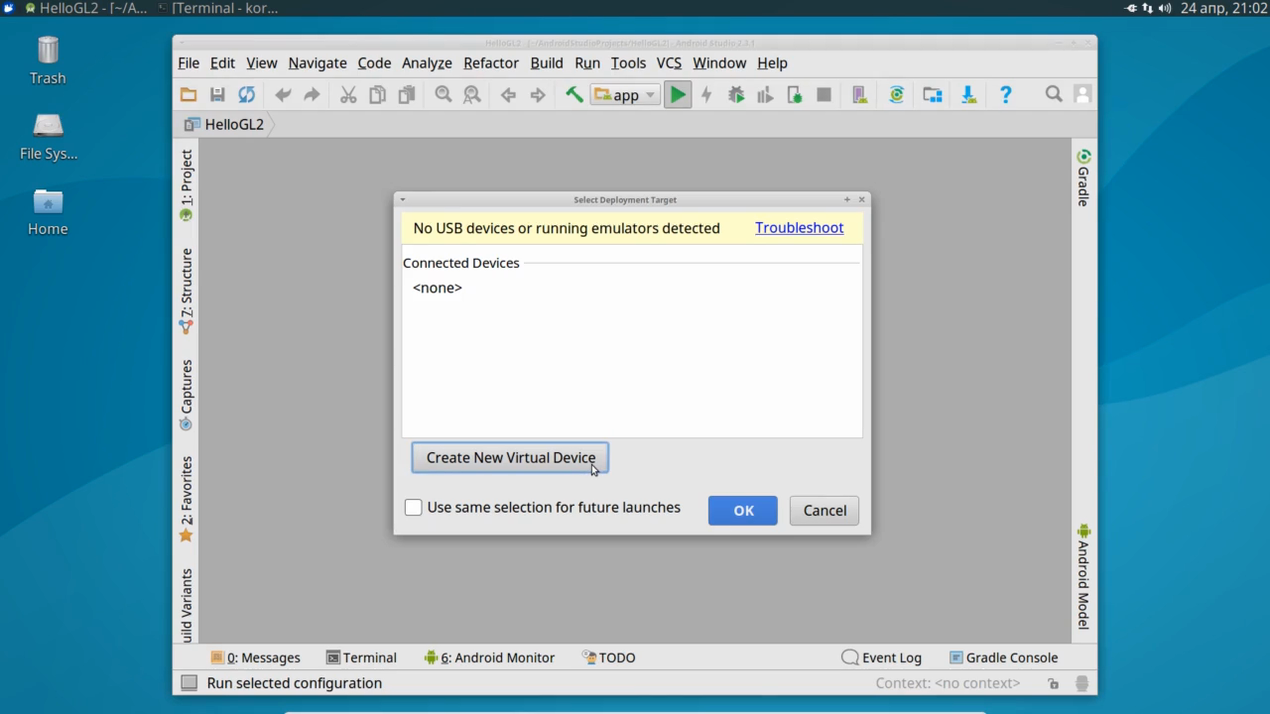 HelloGL2 - [~/A...
[Terminal - kor...
24 апр, 21:02
Trash
File Sys...
Home
HelloGL2 - [~/AndroidStudioProjects/HelloGL2] - Android Studio 2.3.1
File Edit View Navigate Code Analyze Refactor Build Run Tools VCS Window Help
app
HelloGL2
1: Project
7: Structure
Captures
2: Favorites
uild Variants
Gradle
Android Model
Select Deployment Target
No USB devices or running emulators detected Troubleshoot
Connected Devices
<none>
Create New Virtual Device
Use same selection for future launches
OK
Cancel
0: Messages Terminal 6: Android Monitor TODO Event Log Gradle Console
Run selected configuration Context: <no context>